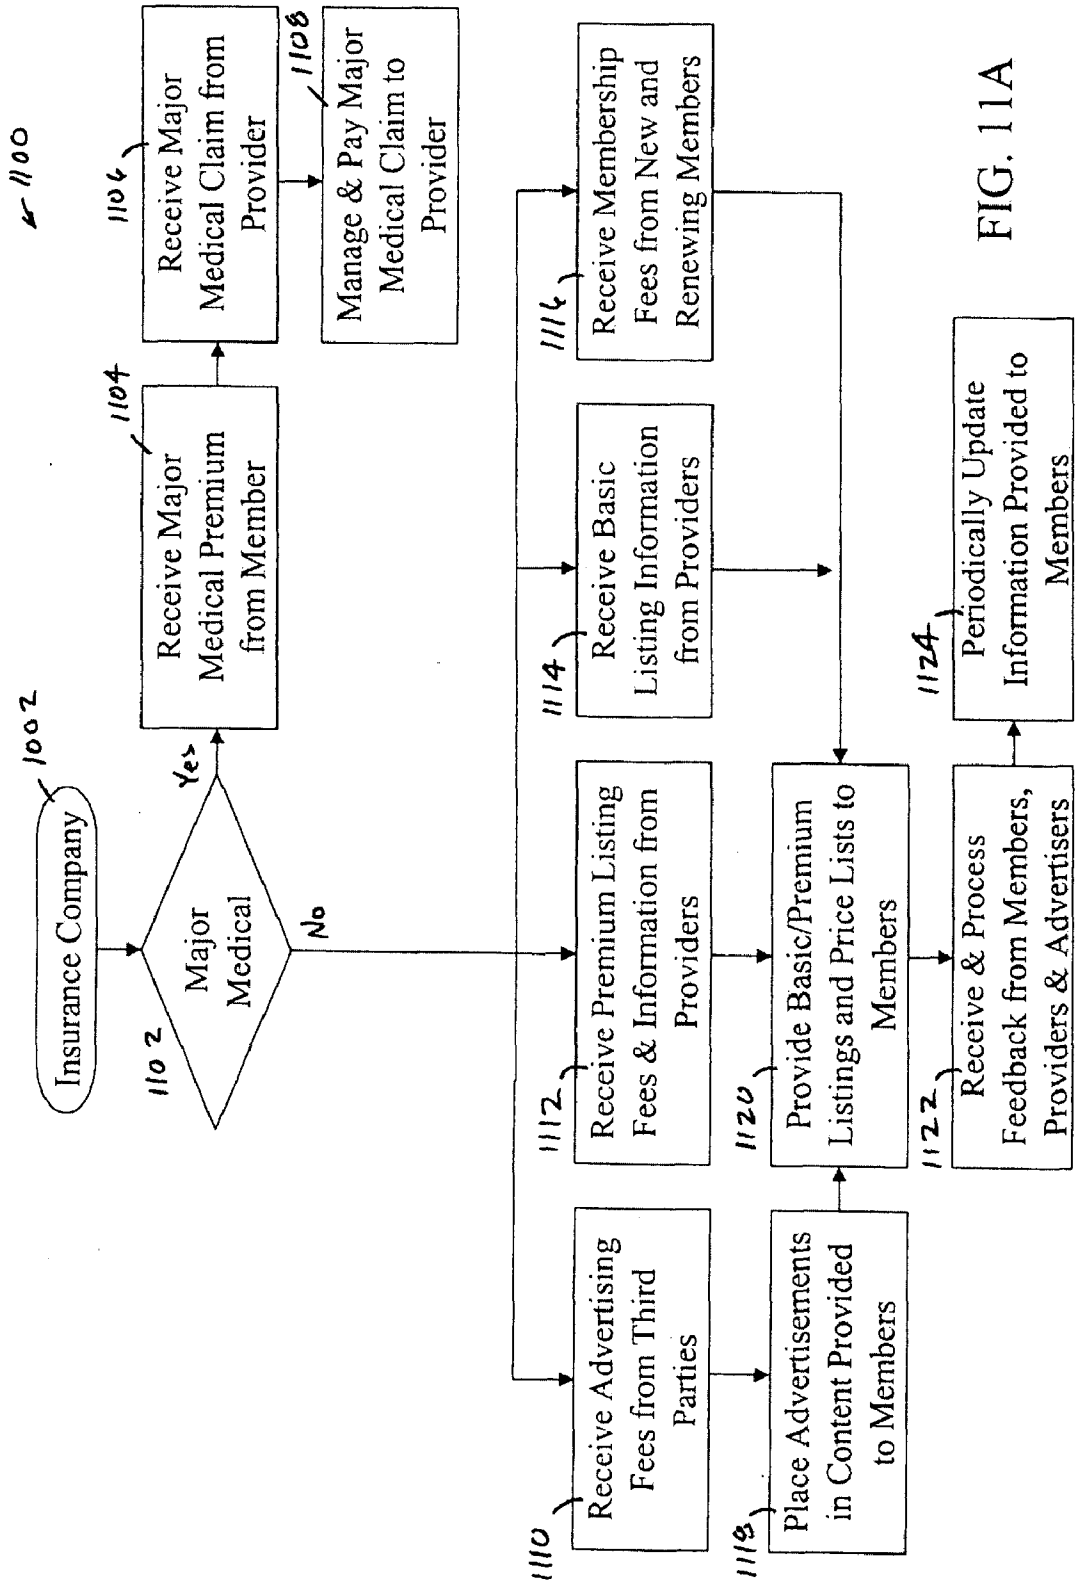 1100
1002
Insurance Company
1102
Major
Medical
Yes
No
1104
Receive Major
Medical Premium
from Member
1106
Receive Major
Medical Claim from
Provider
1108
Manage & Pay Major
Medical Claim to
Provider
1110
Receive Advertising
Fees from Third
Parties
1112
Receive Premium Listing
Fees & Information from
Providers
1114
Receive Basic
Listing Information
from Providers
1116
Receive Membership
Fees from New and
Renewing Members
1118
Place Advertisements
in Content Provided
to Members
1120
Provide Basic/Premium
Listings and Price Lists to
Members
1122
Receive & Process
Feedback from Members,
Providers & Advertisers
1124
Periodically Update
Information Provided to
Members
FIG. 11A